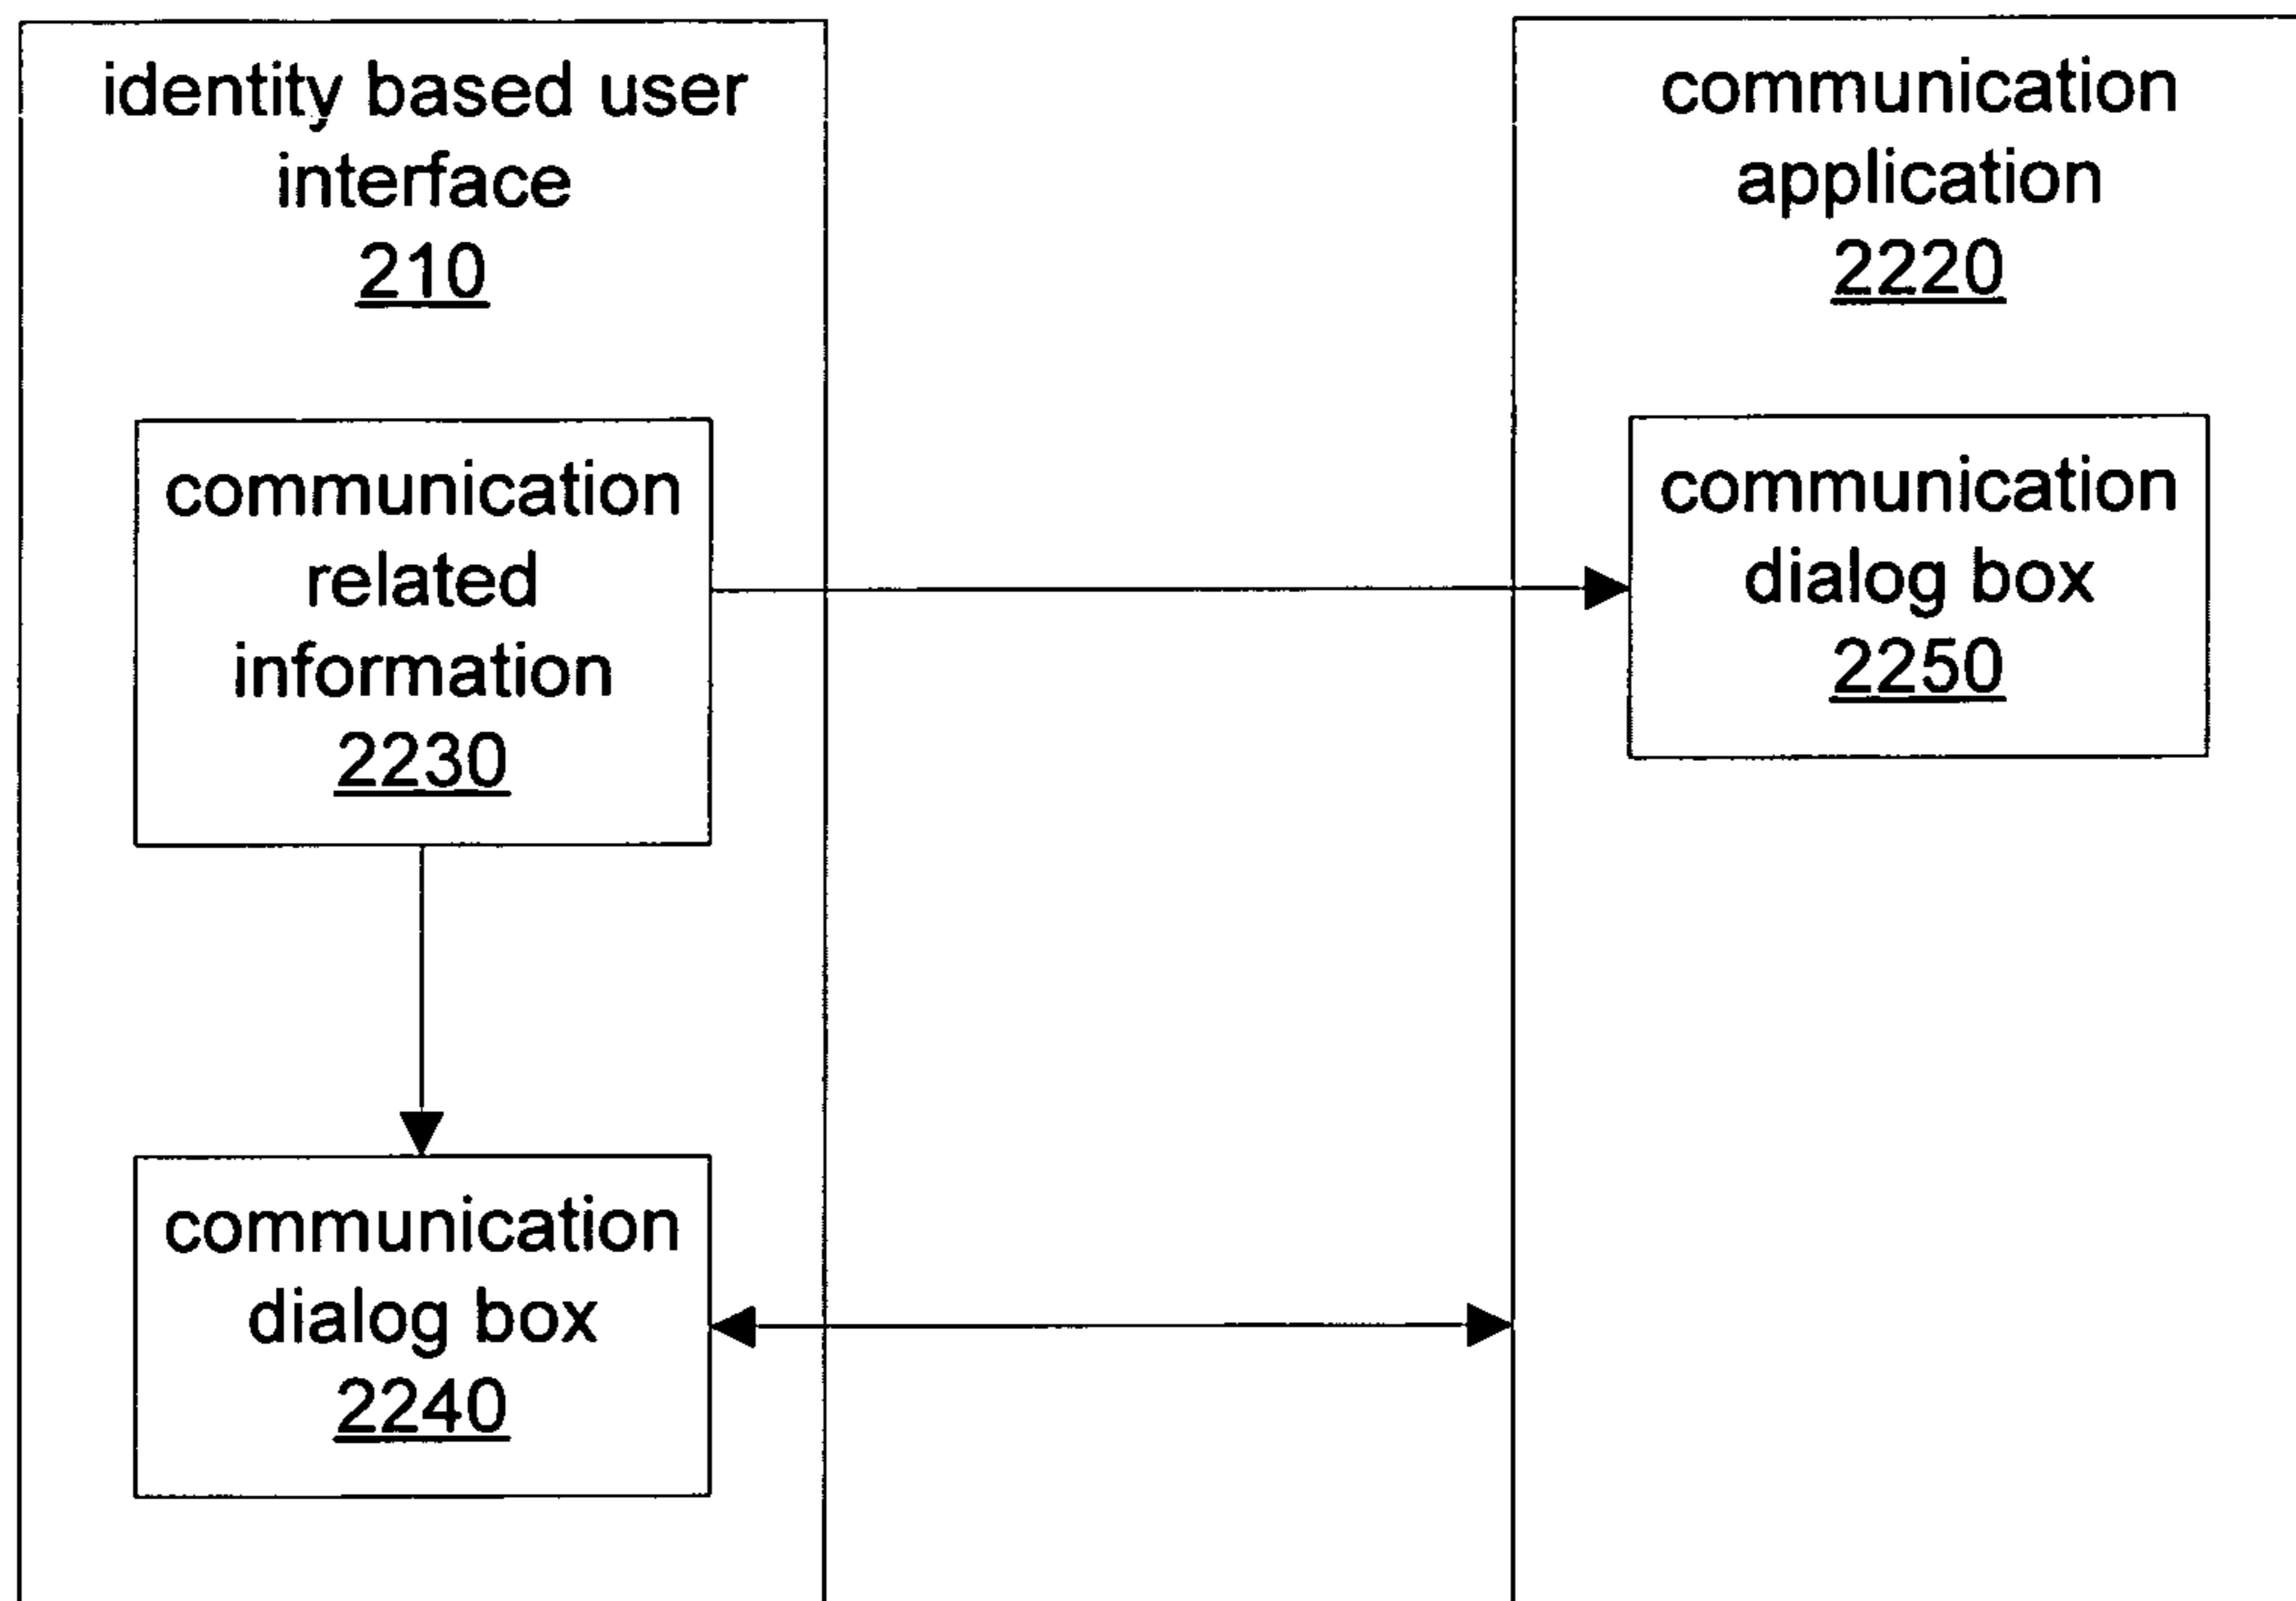 identity based user
interface
210
communication
related
information
2230
communication
dialog box
2240
communication
application
2220
communication
dialog box
2250